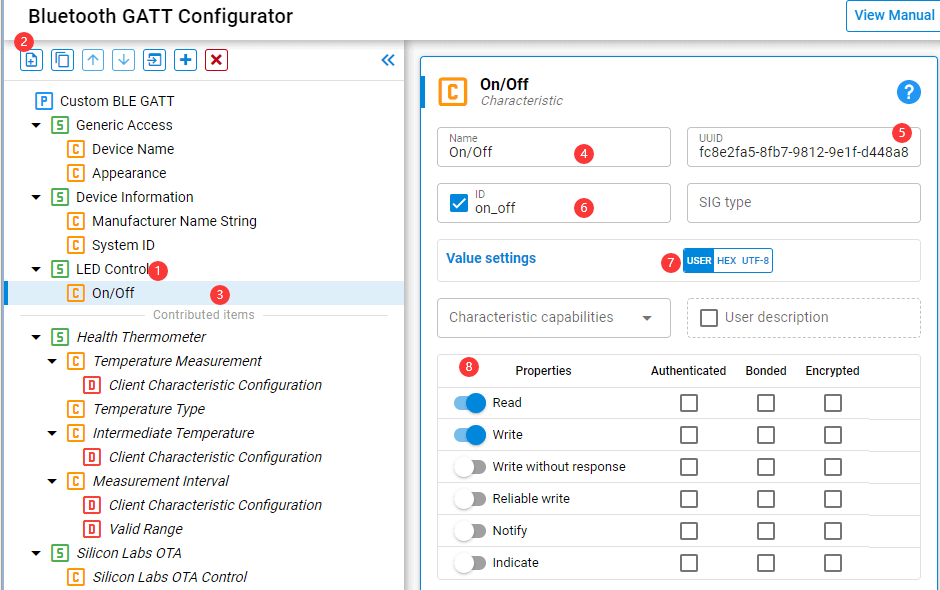 Bluetooth GATT Configurator
View Manual
2
P Custom BLE GATT
S Generic Access
C Device Name
C Appearance
S Device Information
C Manufacturer Name String
C System ID
S LED Control 1
C On/Off 3
Contributed items
S Health Thermometer
C Temperature Measurement
D Client Characteristic Configuration
C Temperature Type
C Intermediate Temperature
D Client Characteristic Configuration
C Measurement Interval
D Client Characteristic Configuration
D Valid Range
S Silicon Labs OTA
C Silicon Labs OTA Control
C On/Off
Characteristic
?
Name
On/Off 4
UUID 5
fc8e2fa5-8fb7-9812-9e1f-d448a8
ID
on_off 6
SIG type
Value settings 7 USER HEX UTF-8
Characteristic capabilities
User description
8 Properties Authenticated Bonded Encrypted
Read
Write
Write without response
Reliable write
Notify
Indicate